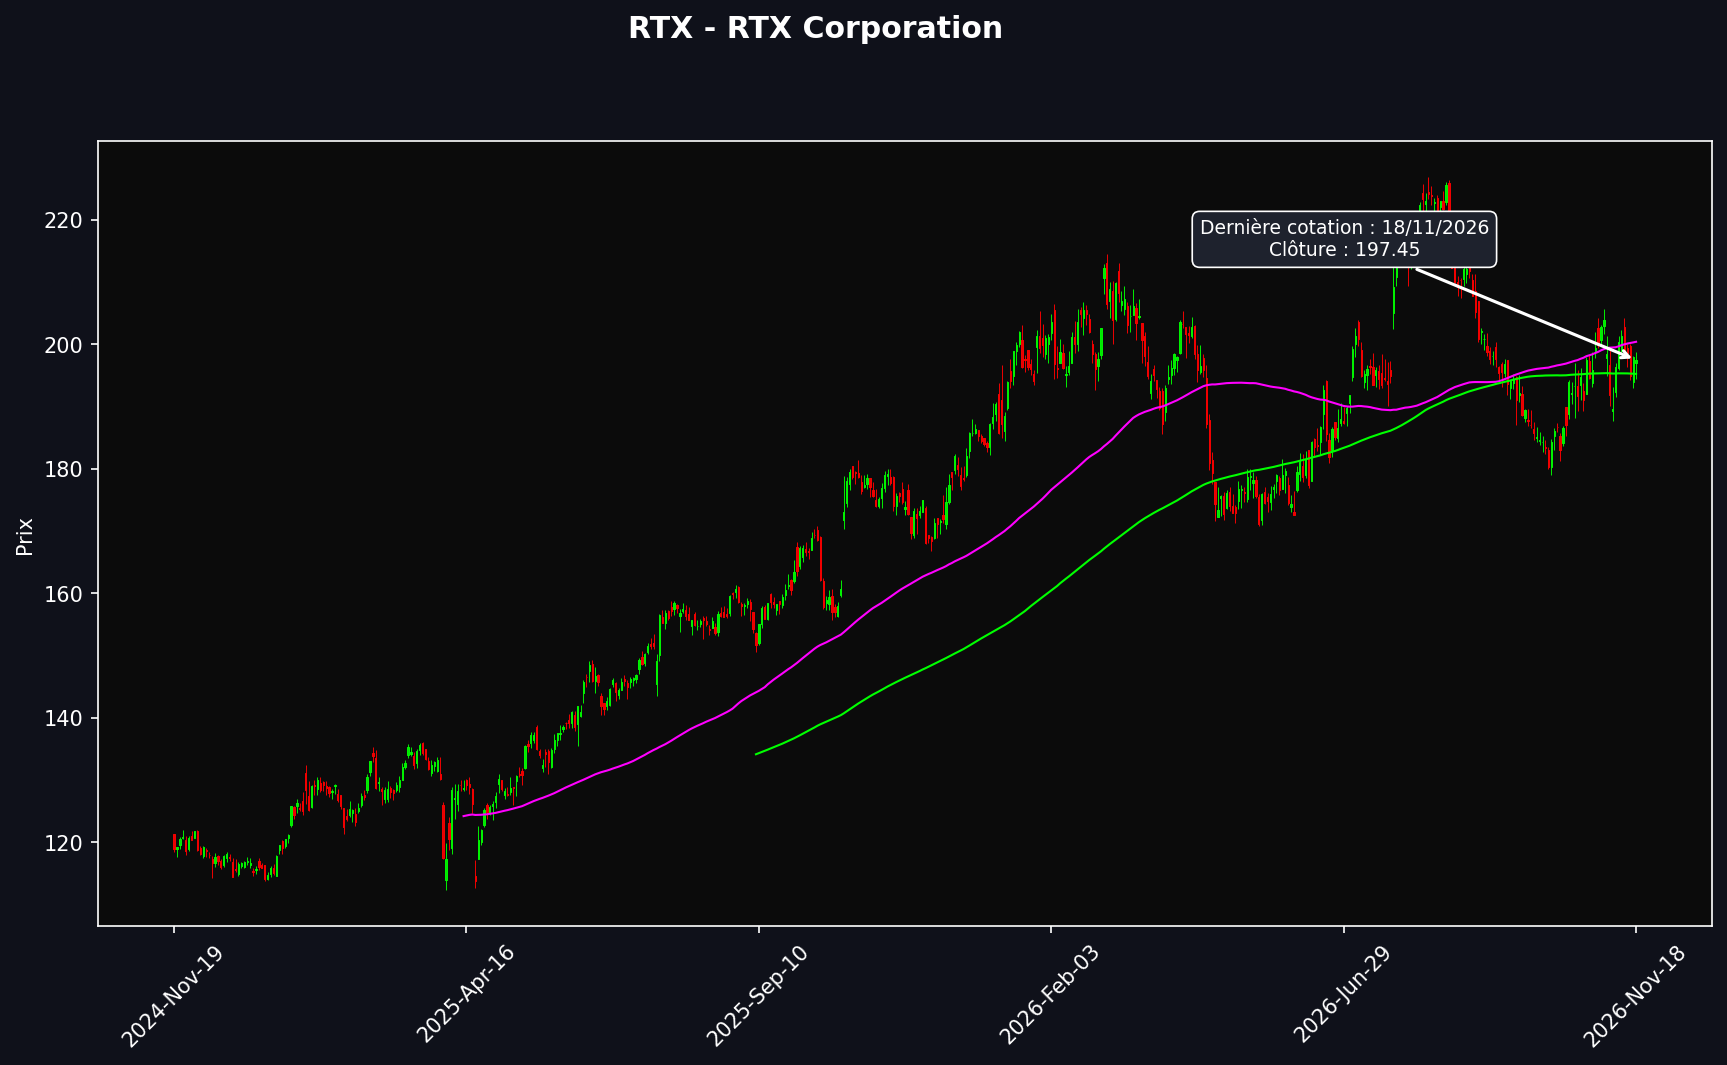 RTX - RTX Corporation
Prix
220
200
180
160
140
120
Dernière cotation : 18/11/2026
Clôture : 197.45
2024-Nov-19
2025-Apr-16
2025-Sep-10
2026-Feb-03
2026-Jun-29
2026-Nov-18